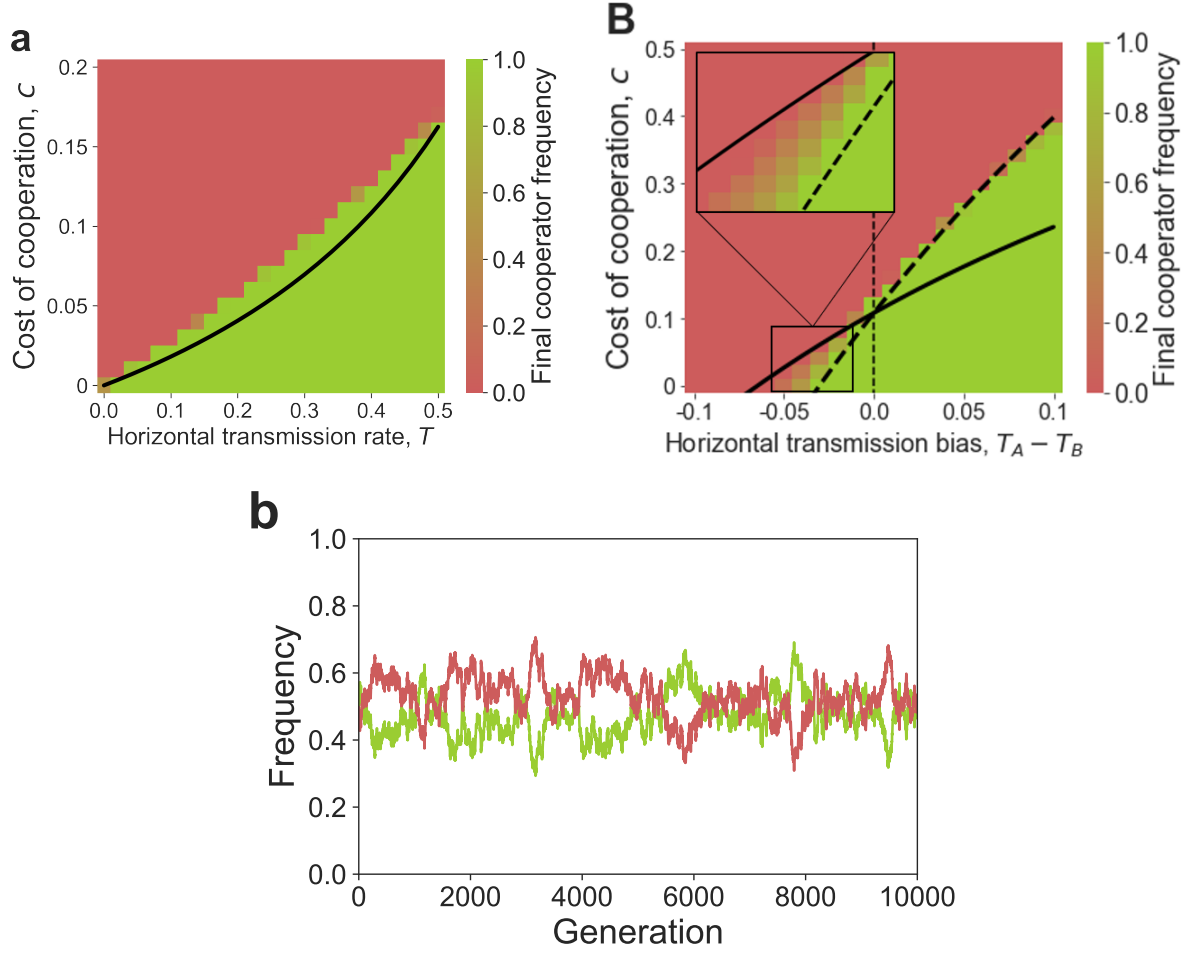 a
0.2
0.15
0.1
0.05
0
Cost of cooperation, c
0.0 0.1 0.2 0.3 0.4 0.5
Horizontal transmission rate, T
1.0
0.8
0.6
0.4
0.2
0.0
Final cooperator frequency
B
0.5
0.4
0.3
0.2
0.1
0
Cost of cooperation, c
-0.1 -0.05 0.0 0.05 0.1
Horizontal transmission bias, T_A − T_B
1.0
0.8
0.6
0.4
0.2
0.0
Final cooperator frequency
b
1.0
0.8
0.6
0.4
0.2
0.0
Frequency
0 2000 4000 6000 8000 10000
Generation